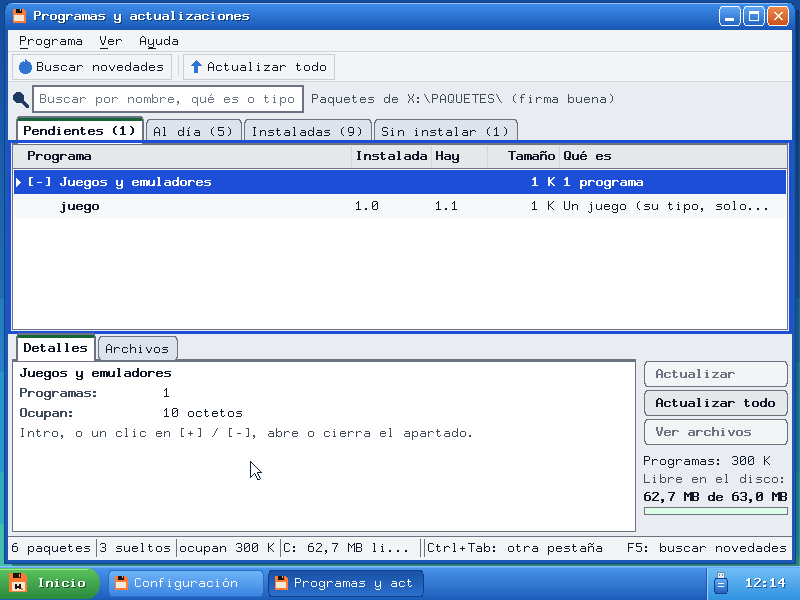 Programas y actualizaciones
Programa Ver Ayuda
Buscar novedades Actualizar todo
Buscar por nombre, qué es o tipo Paquetes de X:\PAQUETES\ (firma buena)
Pendientes (1) Al día (5) Instaladas (9) Sin instalar (1)
Programa Instalada Hay Tamaño Qué es
[-] Juegos y emuladores 1 K 1 programa
juego 1.0 1.1 1 K Un juego (su tipo, solo...
Detalles Archivos
Juegos y emuladores
Programas: 1
Ocupan: 10 octetos
Intro, o un clic en [+] / [-], abre o cierra el apartado.
Actualizar
Actualizar todo
Ver archivos
Programas: 300 K
Libre en el disco:
62,7 MB de 63,0 MB
6 paquetes 3 sueltos ocupan 300 K C: 62,7 MB li... Ctrl+Tab: otra pestaña F5: buscar novedades
Inicio Configuración Programas y act 12:14